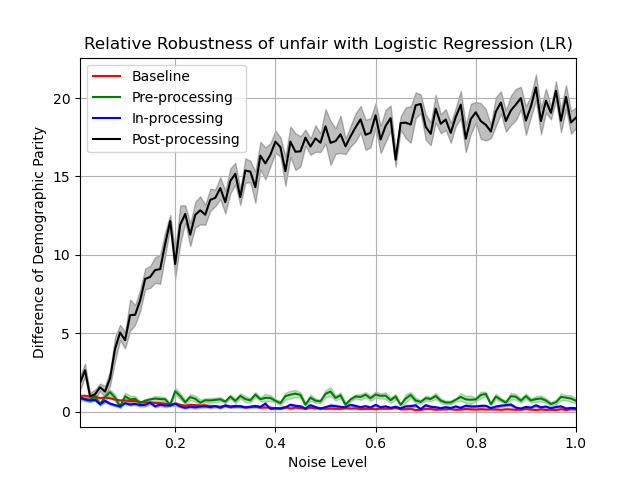 Relative Robustness of unfair with Logistic Regression (LR)
Baseline
Pre-processing
In-processing
Post-processing
Difference of Demographic Parity
20
15
10
5
0
0.2 0.4 0.6 0.8 1.0
Noise Level